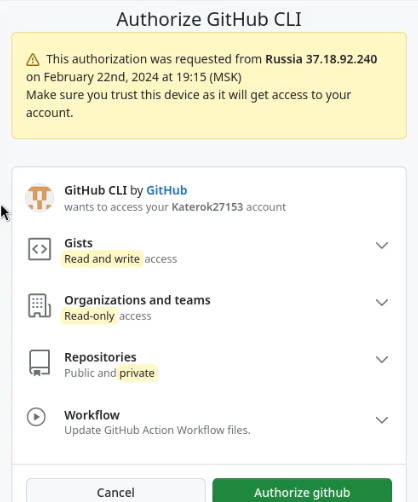 Authorize GitHub CLI
This authorization was requested from Russia 37.18.92.240
on February 22nd, 2024 at 19:15 (MSK)
Make sure you trust this device as it will get access to your
account.
GitHub CLI by GitHub
wants to access your Katerok27153 account
Gists
Read and write access
Organizations and teams
Read-only access
Repositories
Public and private
Workflow
Update GitHub Action Workflow files.
Cancel Authorize github